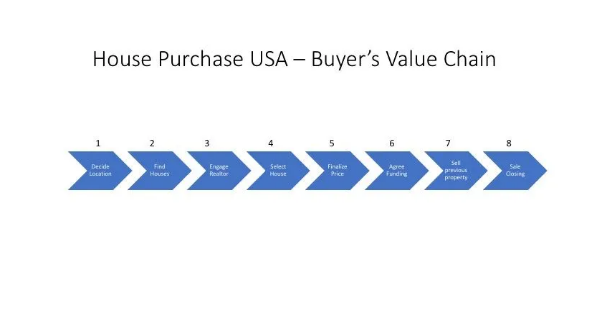 House Purchase USA – Buyer's Value Chain
1 2 3 4 5 6 7 8
Decide
Location
Find
Houses
Engage
Realtor
Select
House
Finalize
Price
Agree
Funding
Sell
previous
property
Sale
Closing